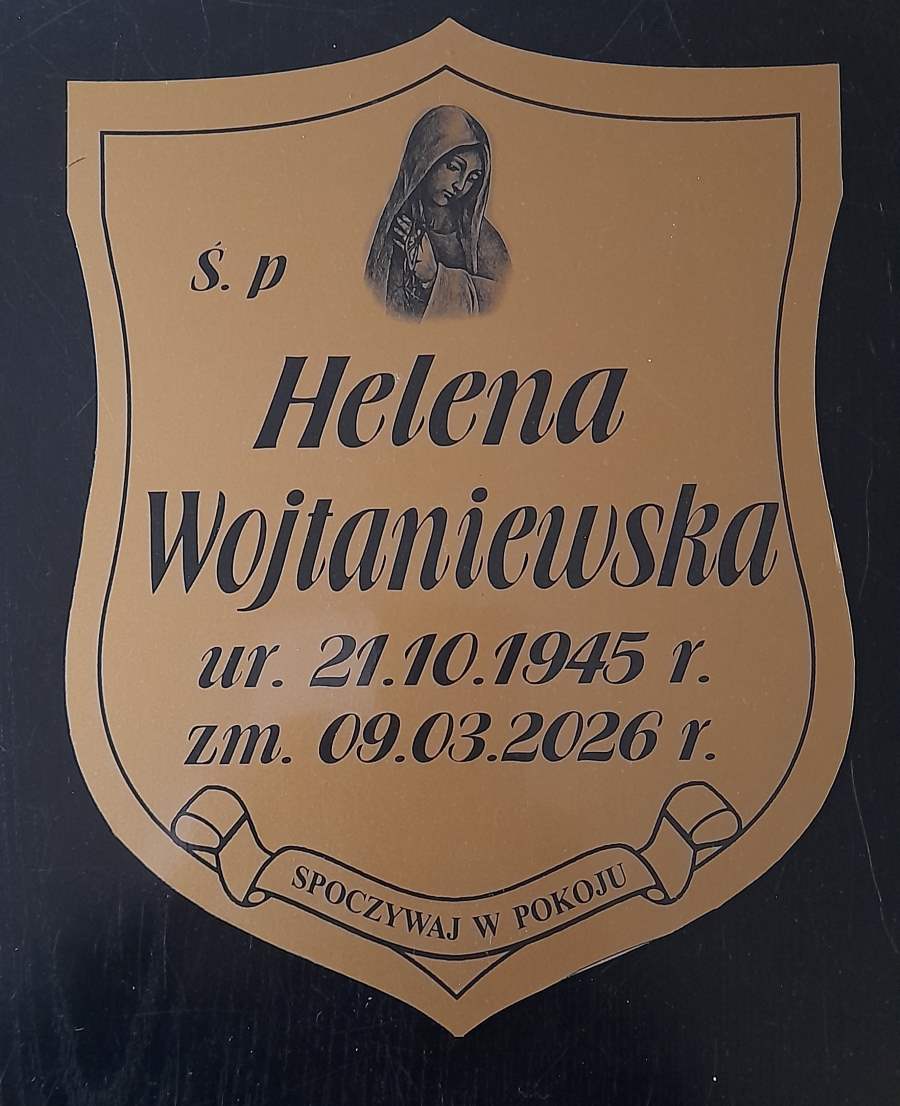 Ś. p
Helena
Wojtaniewska
ur. 21.10.1945 r.
zm. 09.03.2026 r.
SPOCZYWAJ W POKOJU